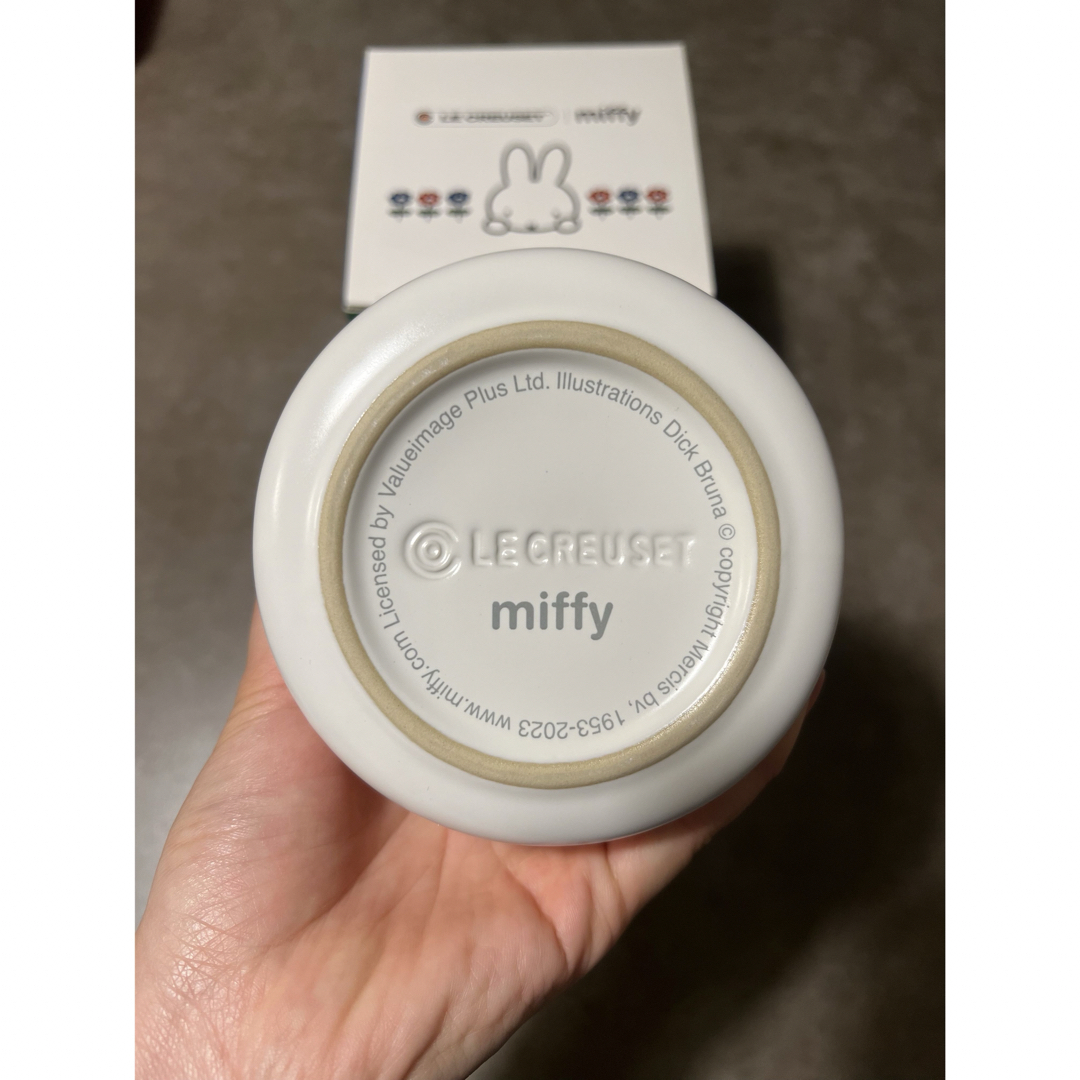 LE CREUSET | miffy
Illustrations Dick Bruna © copyright Mercis bv, 1953-2023 www.miffy.com Licensed by Valueimage Plus Ltd.
LE CREUSET
miffy